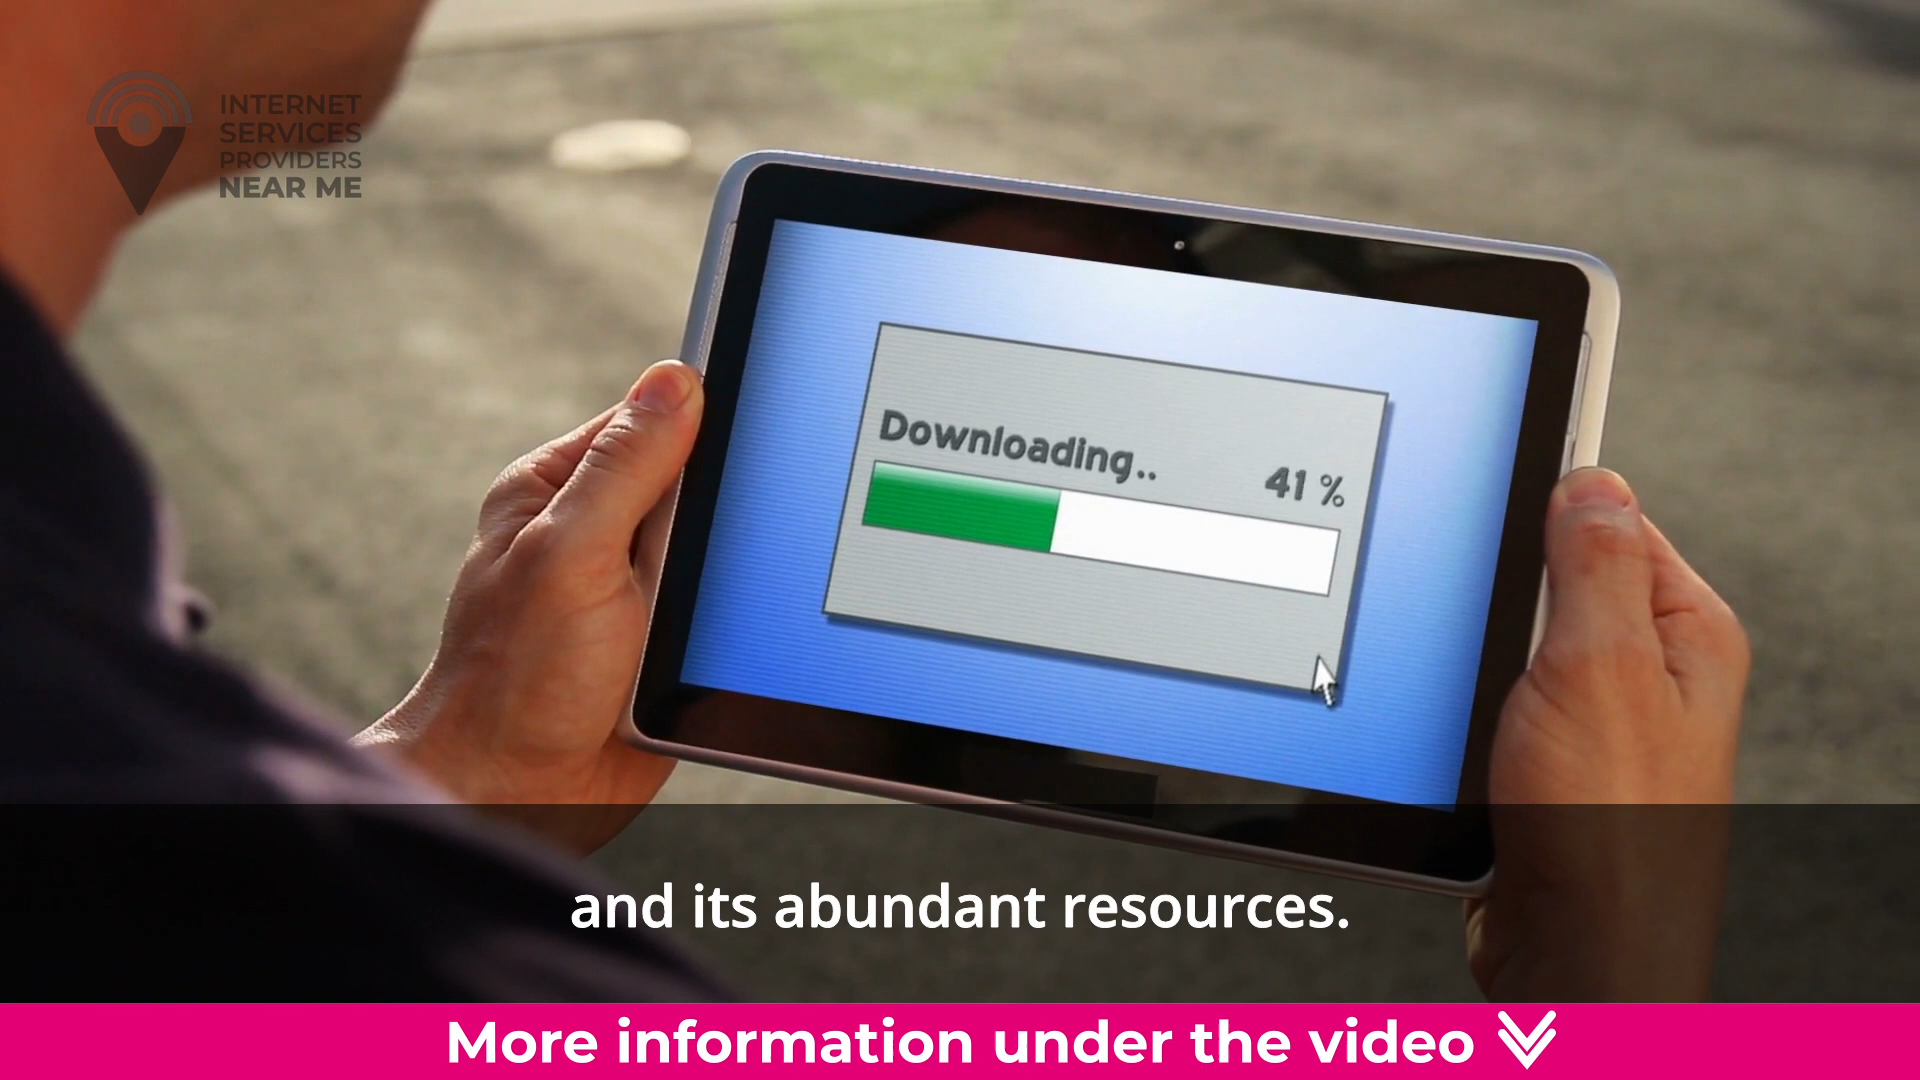 INTERNET
SERVICES
PROVIDERS
NEAR ME
Downloading..
41 %
and its abundant resources.
More information under the video